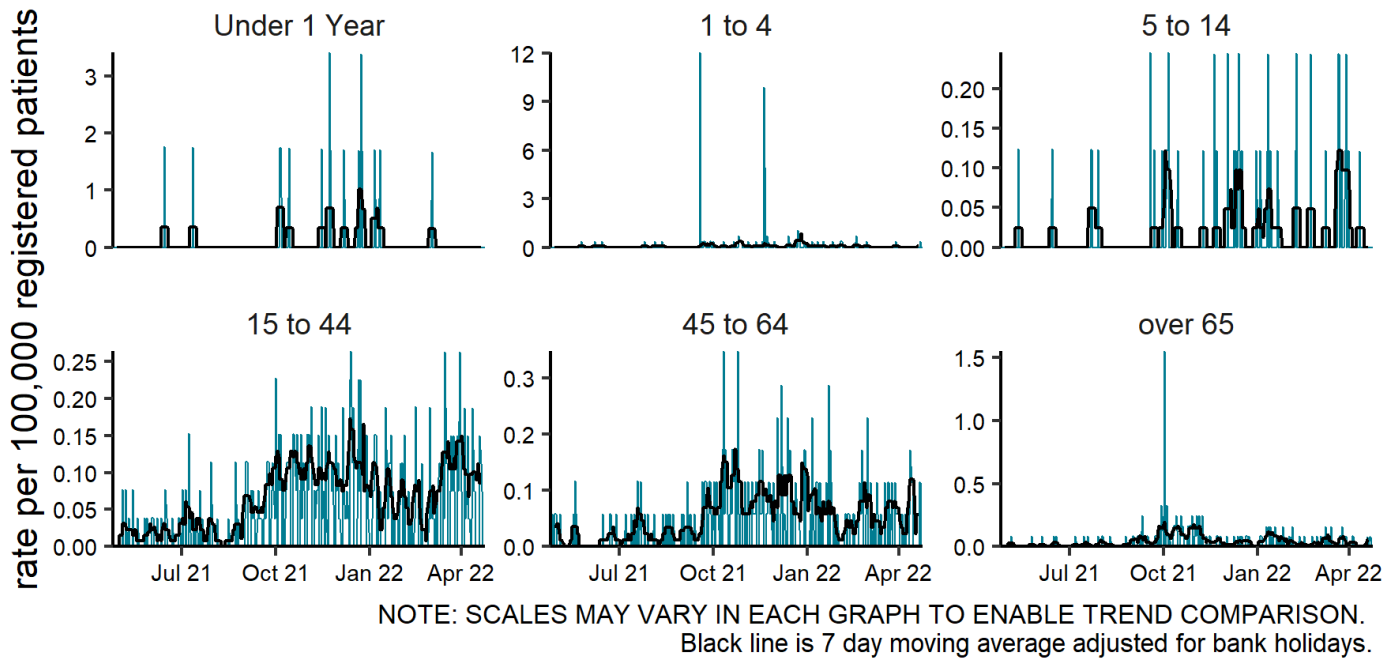 rate per 100,000 registered patients
Under 1 Year
3
2
1
0
1 to 4
12
9
6
3
0
5 to 14
0.20
0.15
0.10
0.05
0.00
15 to 44
0.25
0.20
0.15
0.10
0.05
0.00
Jul 21 Oct 21 Jan 22 Apr 22
45 to 64
0.3
0.2
0.1
0.0
Jul 21 Oct 21 Jan 22 Apr 22
over 65
1.5
1.0
0.5
0.0
Jul 21 Oct 21 Jan 22 Apr 22
NOTE: SCALES MAY VARY IN EACH GRAPH TO ENABLE TREND COMPARISON.
Black line is 7 day moving average adjusted for bank holidays.